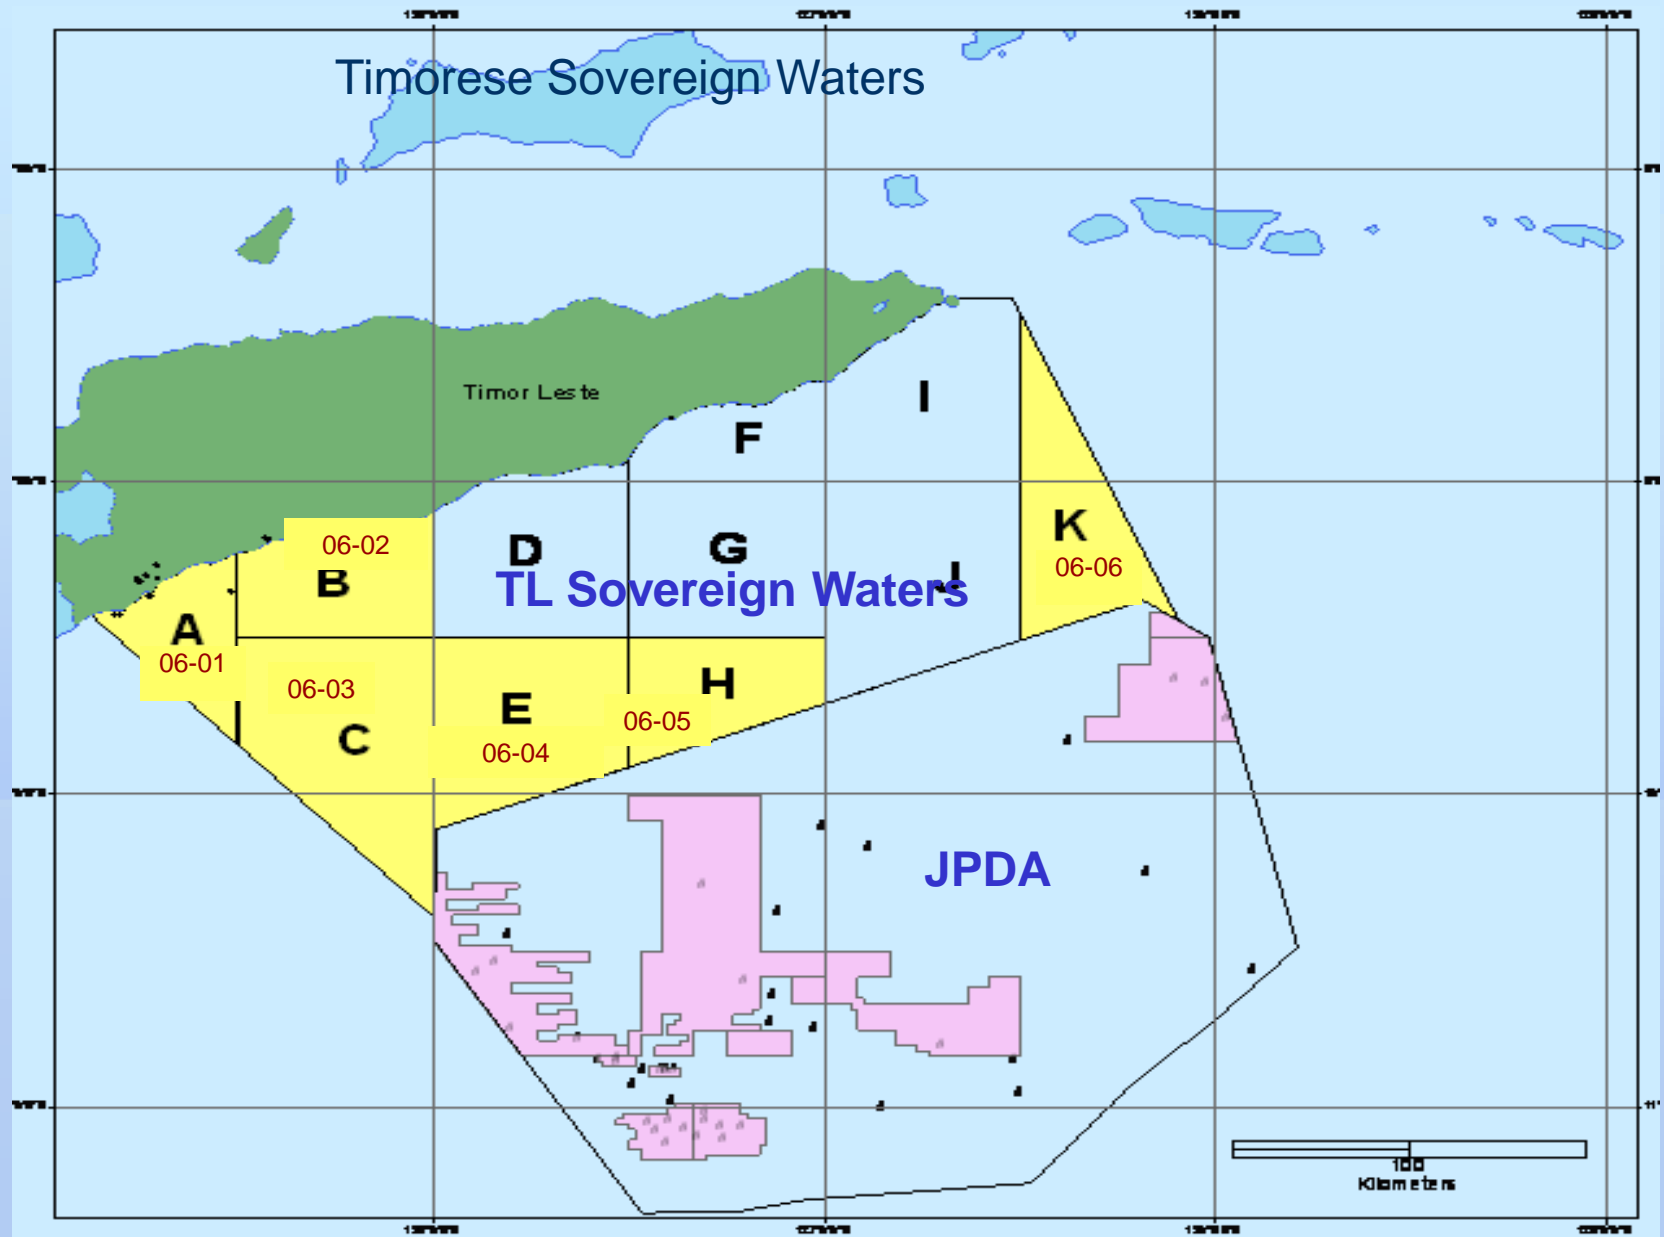 Timorese Sovereign Waters
Timor Leste
I
F
K
06-02
D
G
06-06
B
TL Sovereign Waters
J
A
06-01
H
06-03
E
06-05
C
06-04
JPDA
100
Kilometers